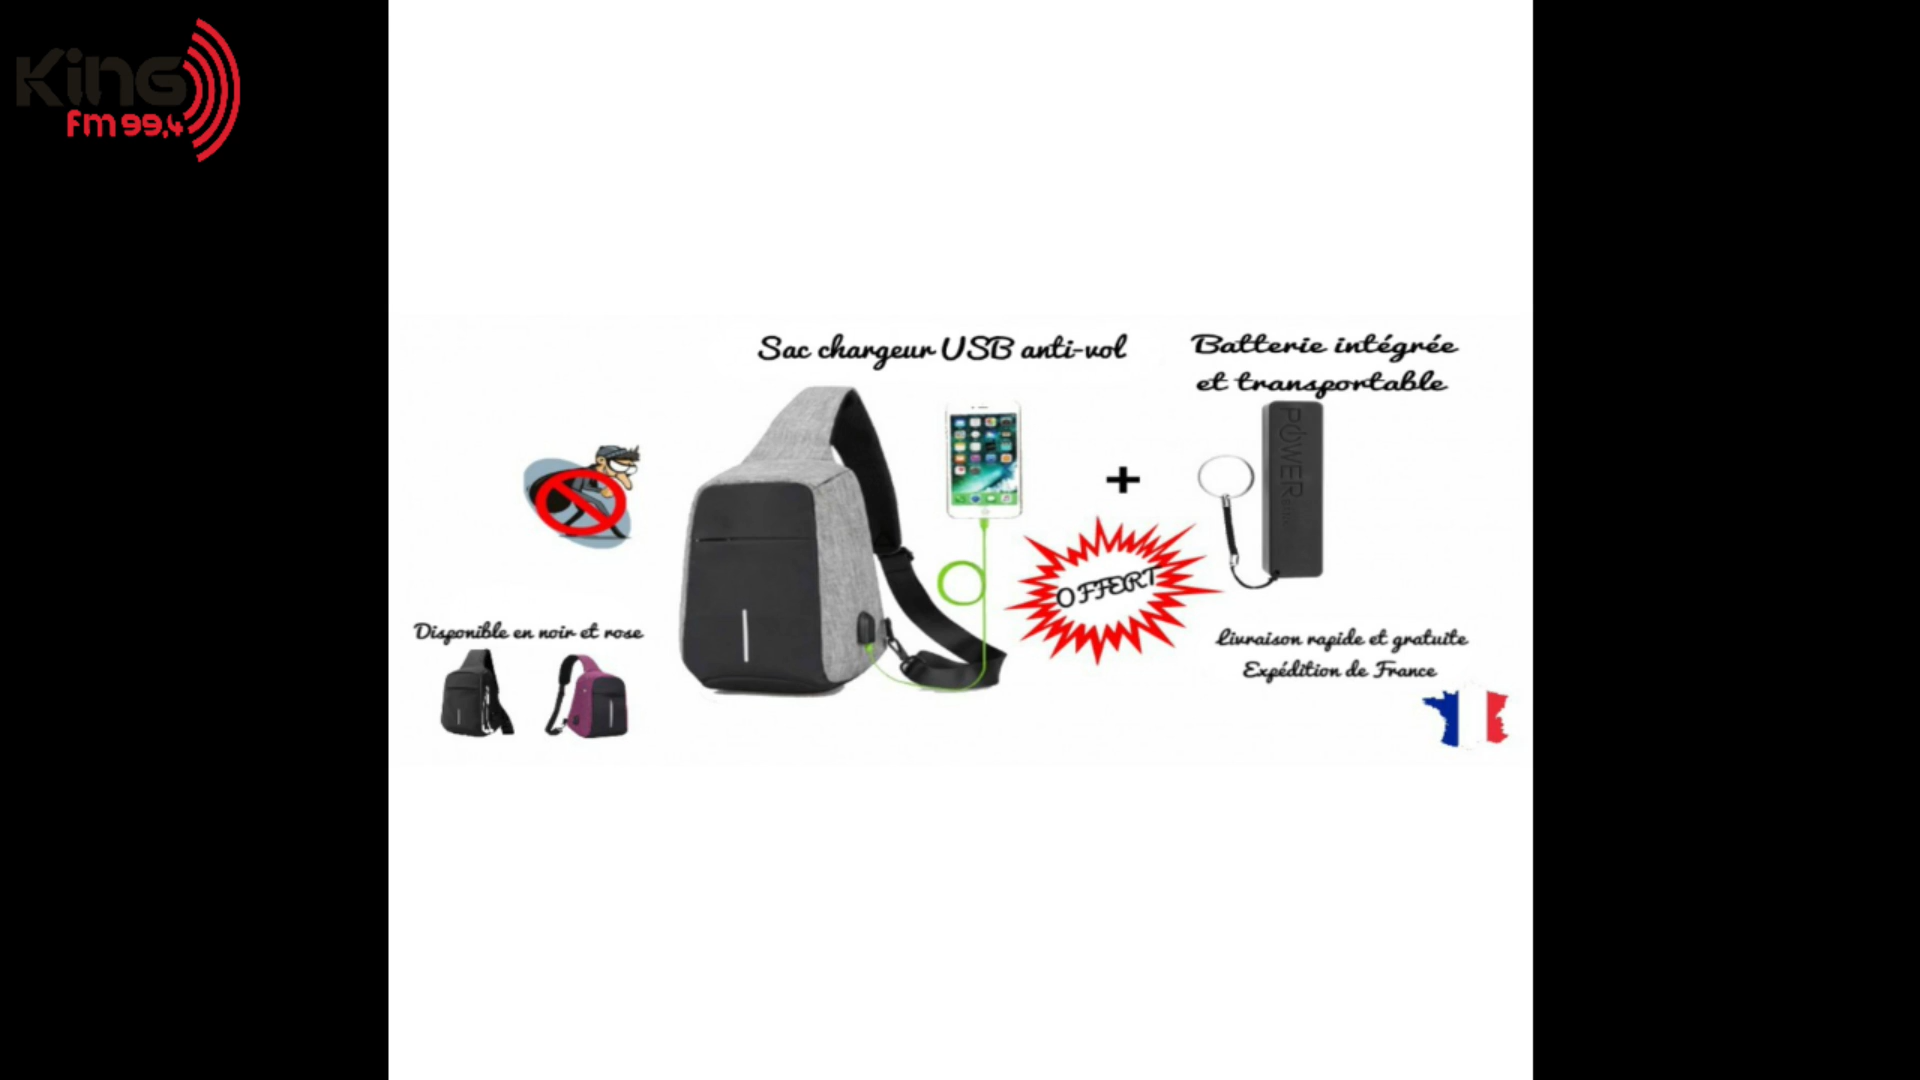 King
fm 99,4
Sac chargeur USB anti-vol
Batterie intégrée
et transportable
POWER
+
OFFERT
Disponible en noir et rose
Livraison rapide et gratuite
Expédition de France